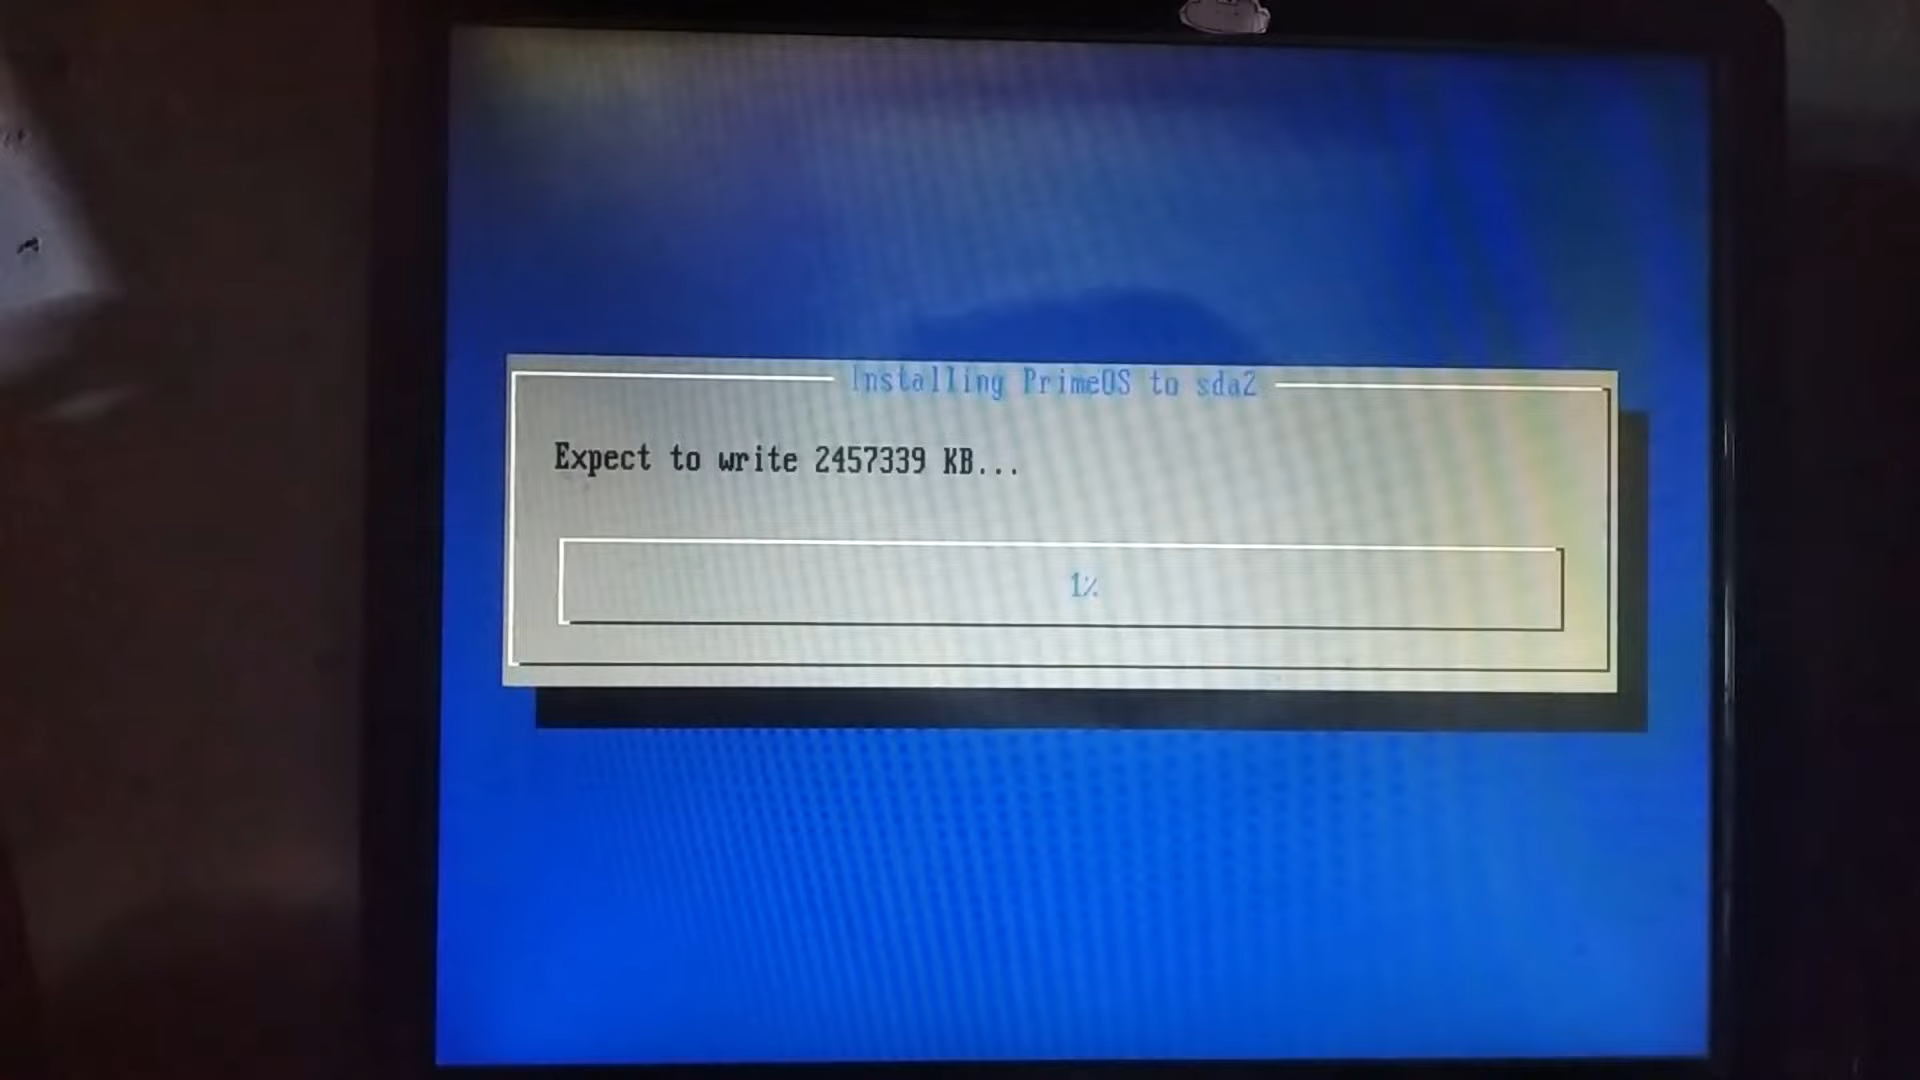 Installing PrimeOS to sda2
Expect to write 2457339 KB...
1%